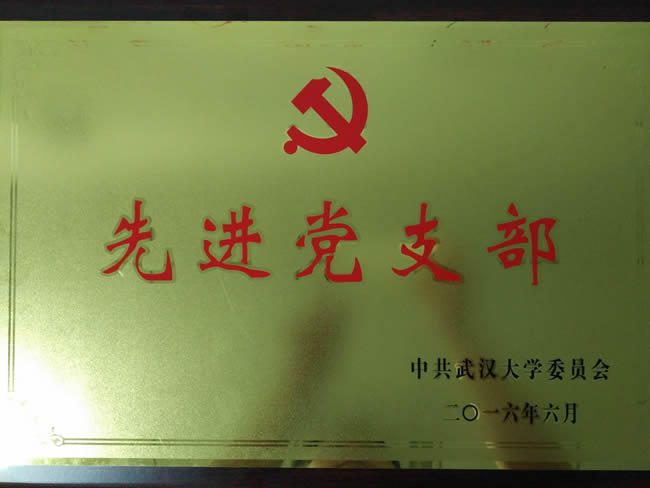 先进党支部
中共武汉大学委员会
二〇一六年六月